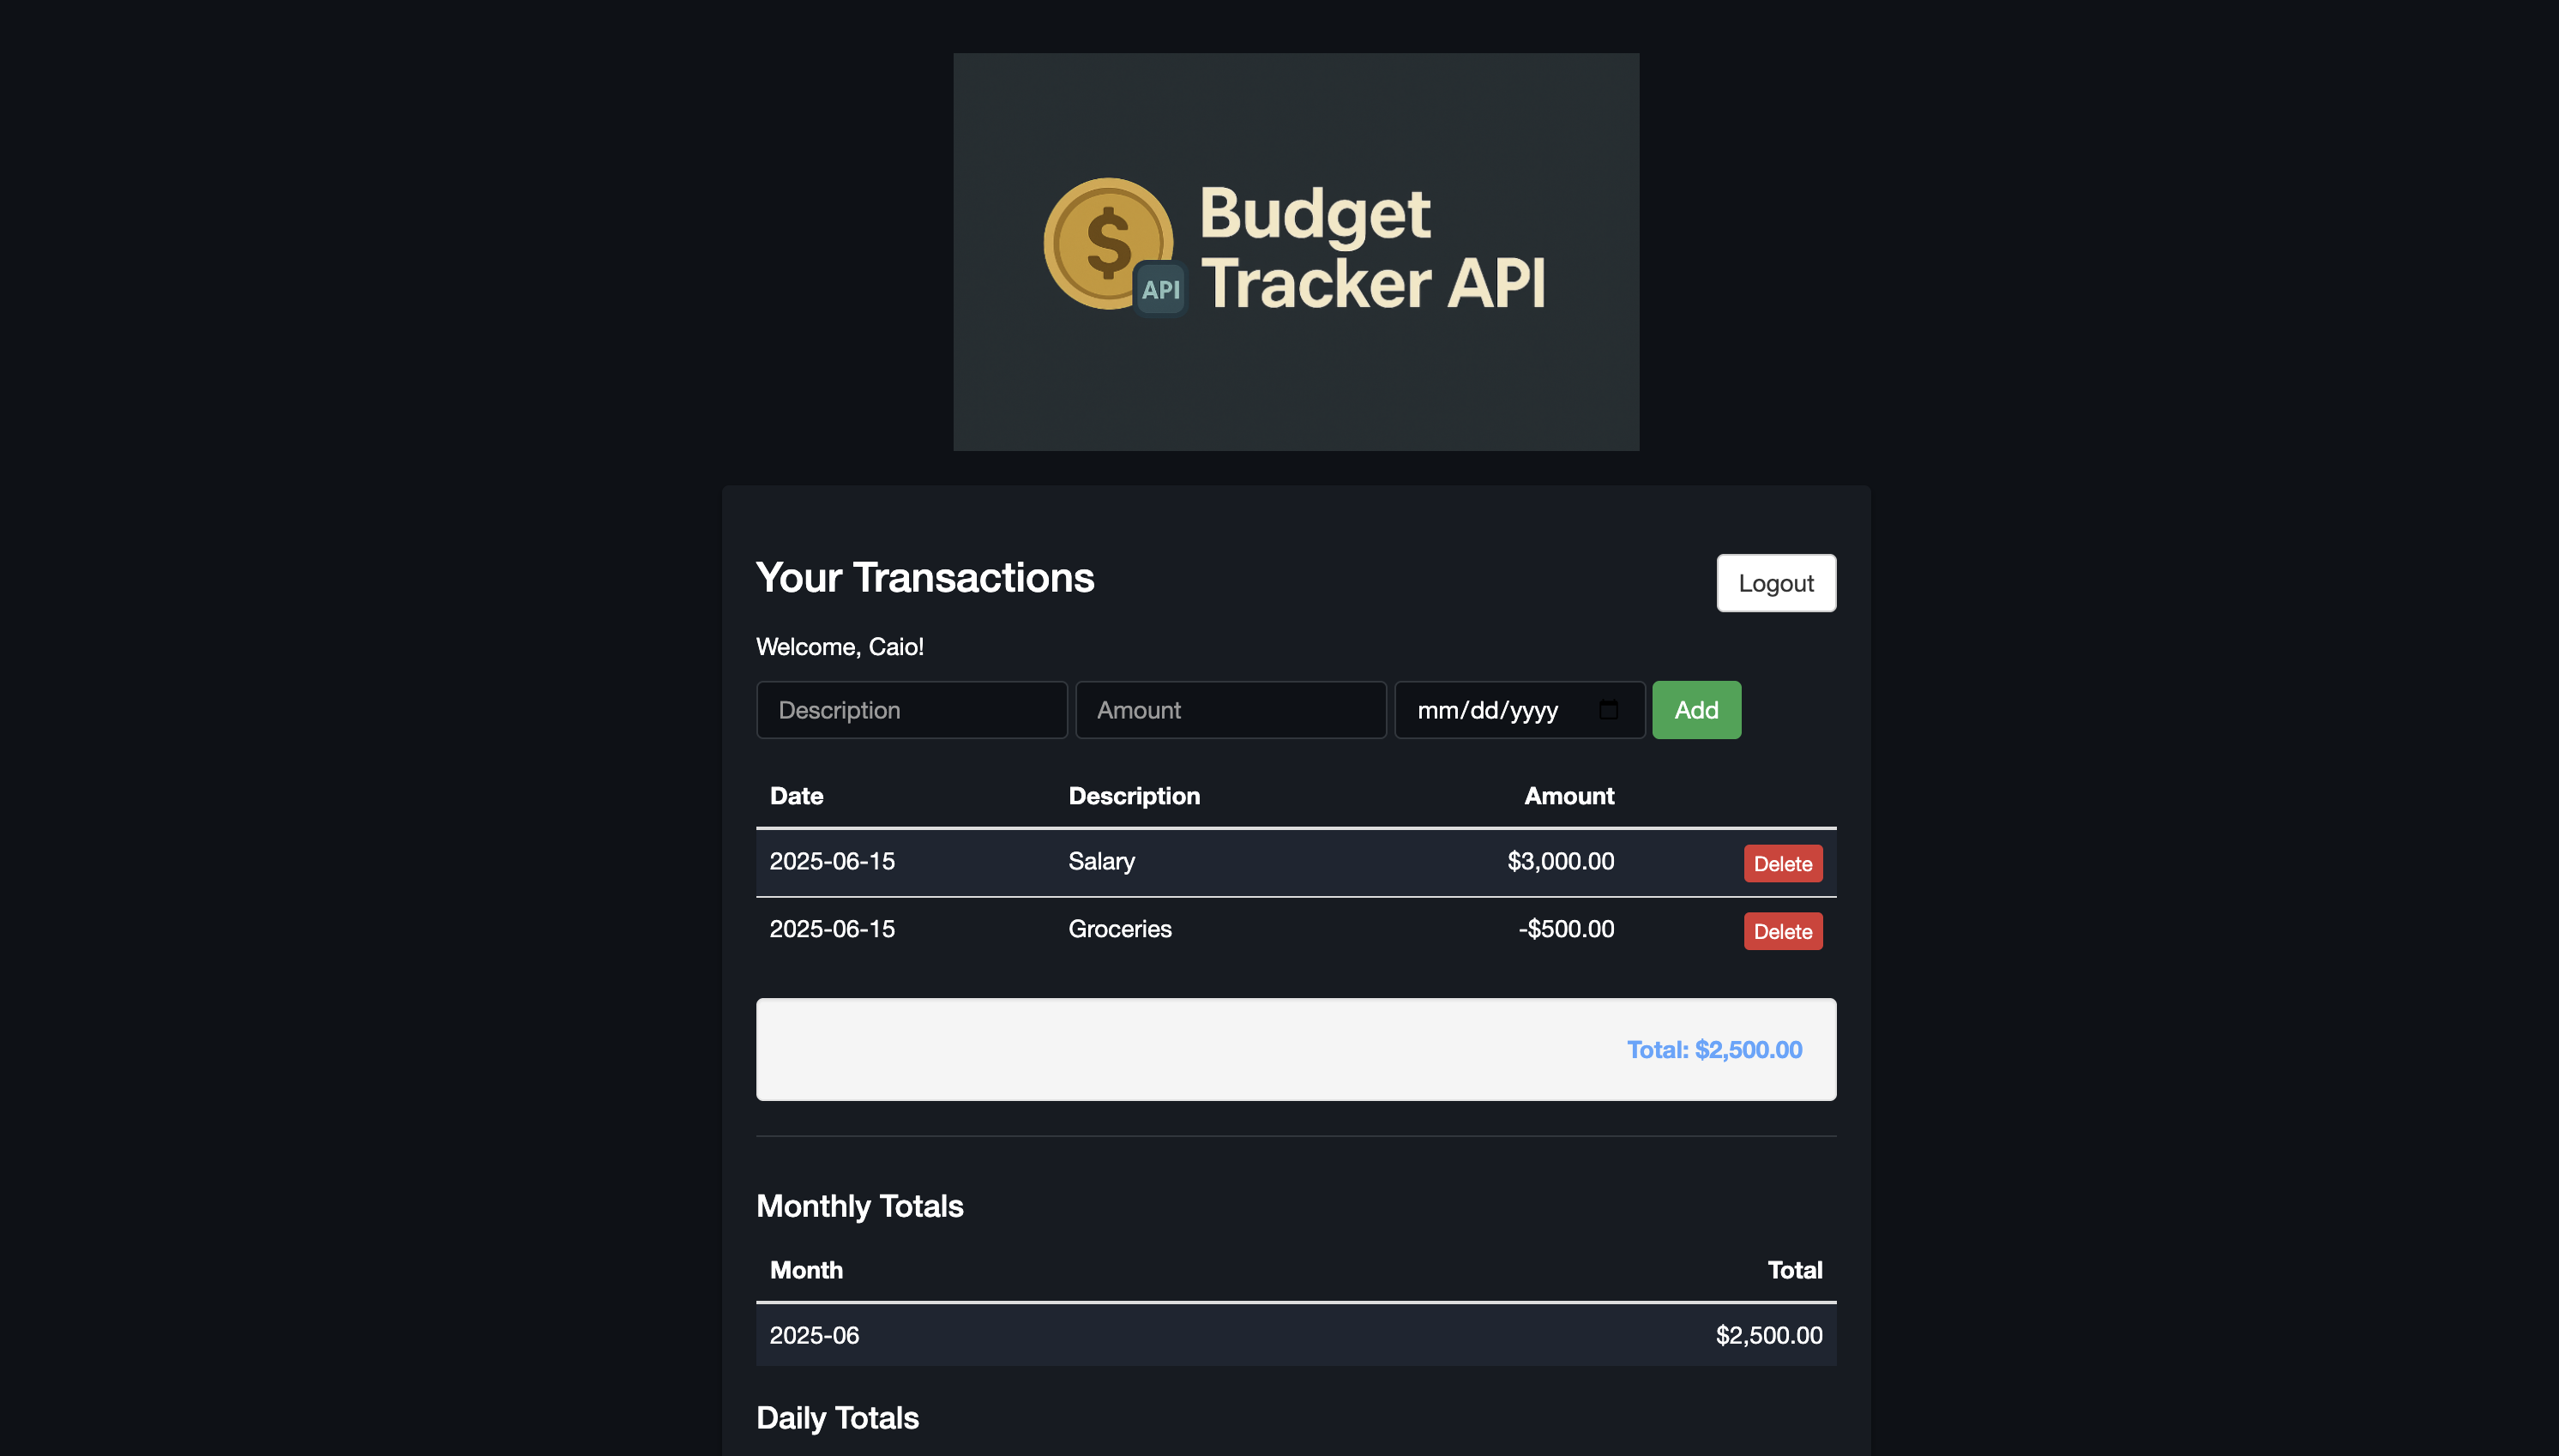 $
API
Budget
Tracker API
Your Transactions
Logout
Welcome, Caio!
Description Amount mm/dd/yyyy Add
Date Description Amount
2025-06-15 Salary $3,000.00 Delete
2025-06-15 Groceries -$500.00 Delete
Total: $2,500.00
Monthly Totals
Month Total
2025-06 $2,500.00
Daily Totals